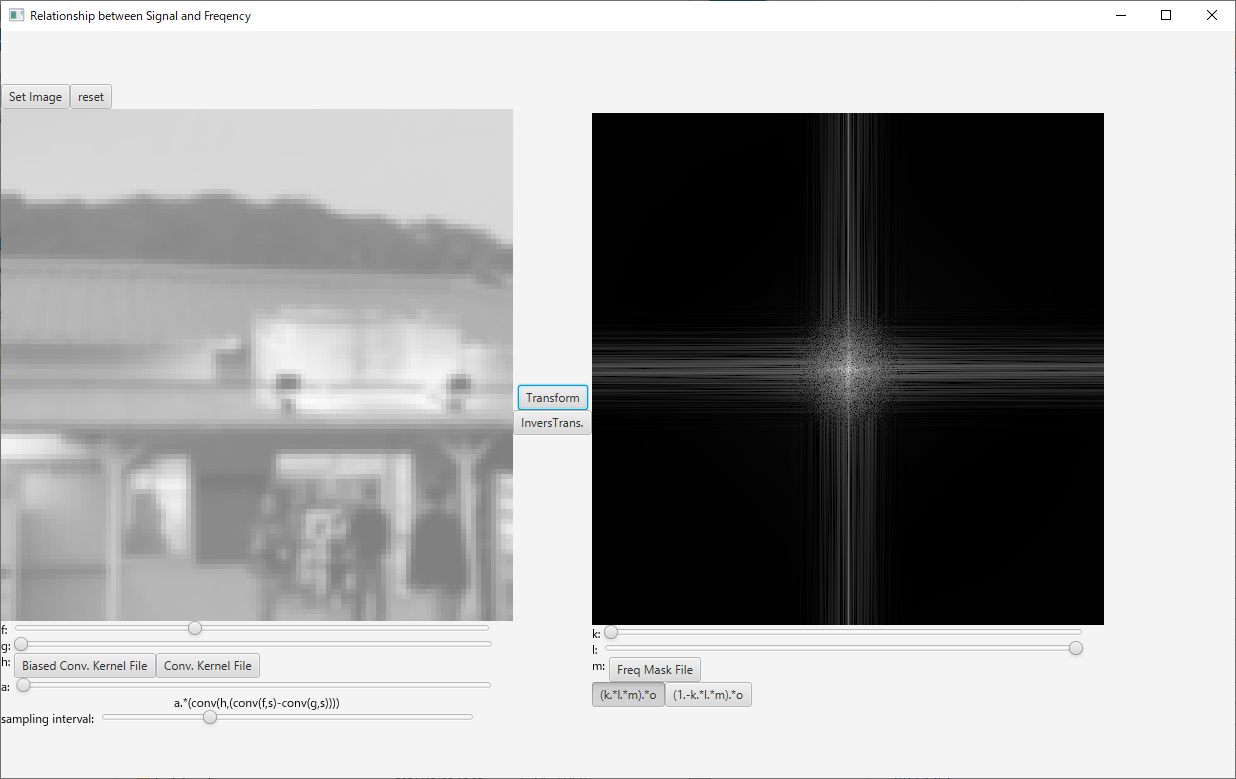 Relationship between Signal and Freqency
Set Image reset
Transform
InversTrans.
f:
g:
h: Biased Conv. Kernel File Conv. Kernel File
a:
a.*(conv(h,(conv(f,s)-conv(g,s))))
sampling interval:
k:
l:
m: Freq Mask File
(k.*l.*m).*o (1.-k.*l.*m).*o